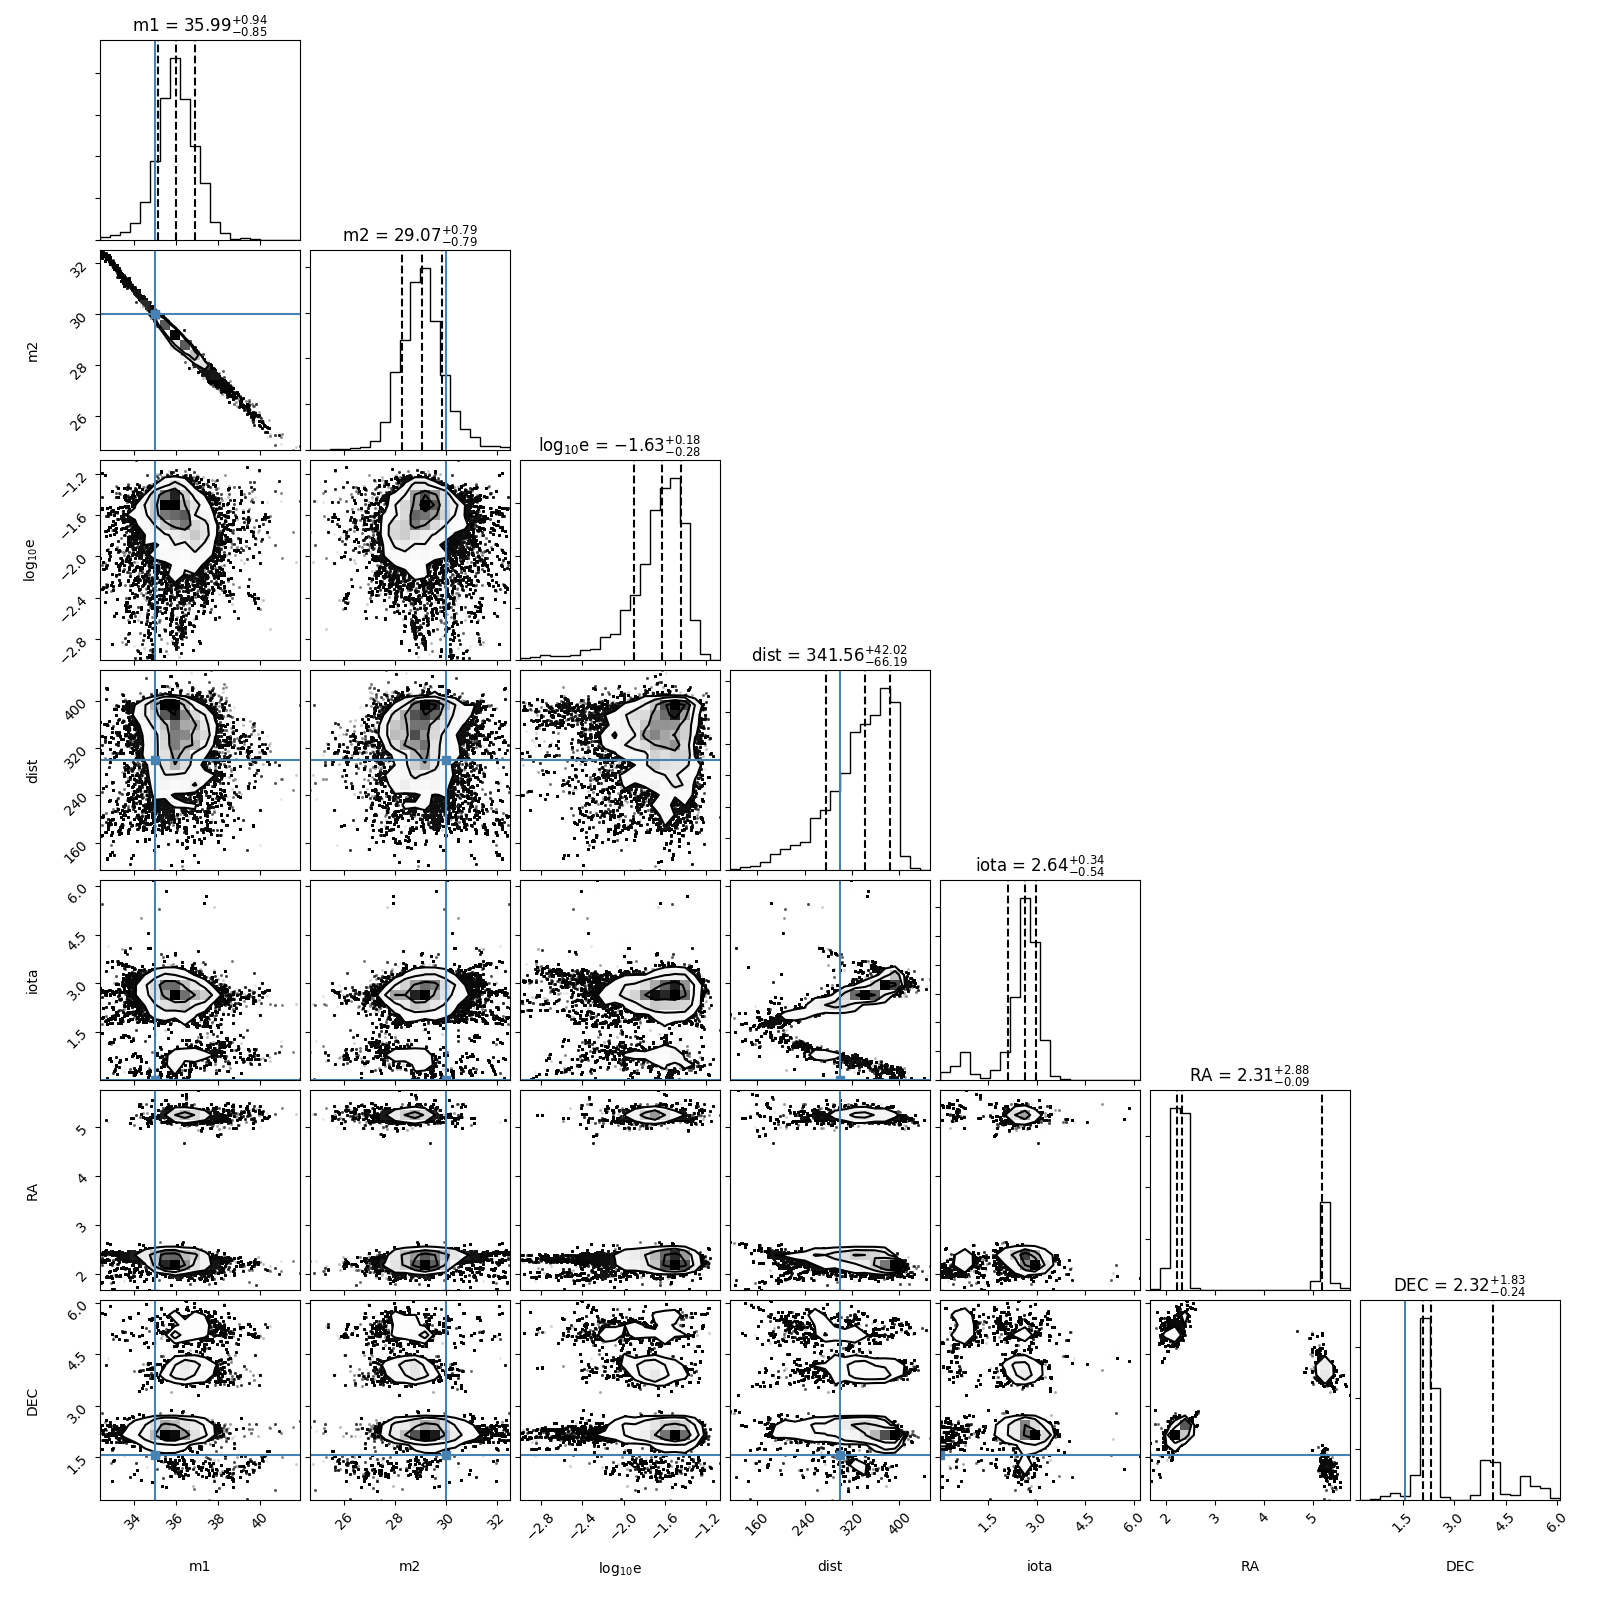 m1 = 35.99+0.94−0.85
m2 = 29.07+0.79−0.79
log10e = −1.63+0.18−0.28
dist = 341.56+42.02−66.19
iota = 2.64+0.34−0.54
RA = 2.31+2.88−0.09
DEC = 2.32+1.83−0.24
m2
32
30
28
26
log10e
−1.2
−1.6
−2.0
−2.4
−2.8
dist
400
320
240
160
iota
6.0
4.5
3.0
1.5
RA
5
4
3
2
DEC
6.0
4.5
3.0
1.5
34 36 38 40
26 28 30 32
−2.8 −2.4 −2.0 −1.6 −1.2
160 240 320 400
1.5 3.0 4.5 6.0
2 3 4 5
1.5 3.0 4.5 6.0
m1 m2 log10e dist iota RA DEC